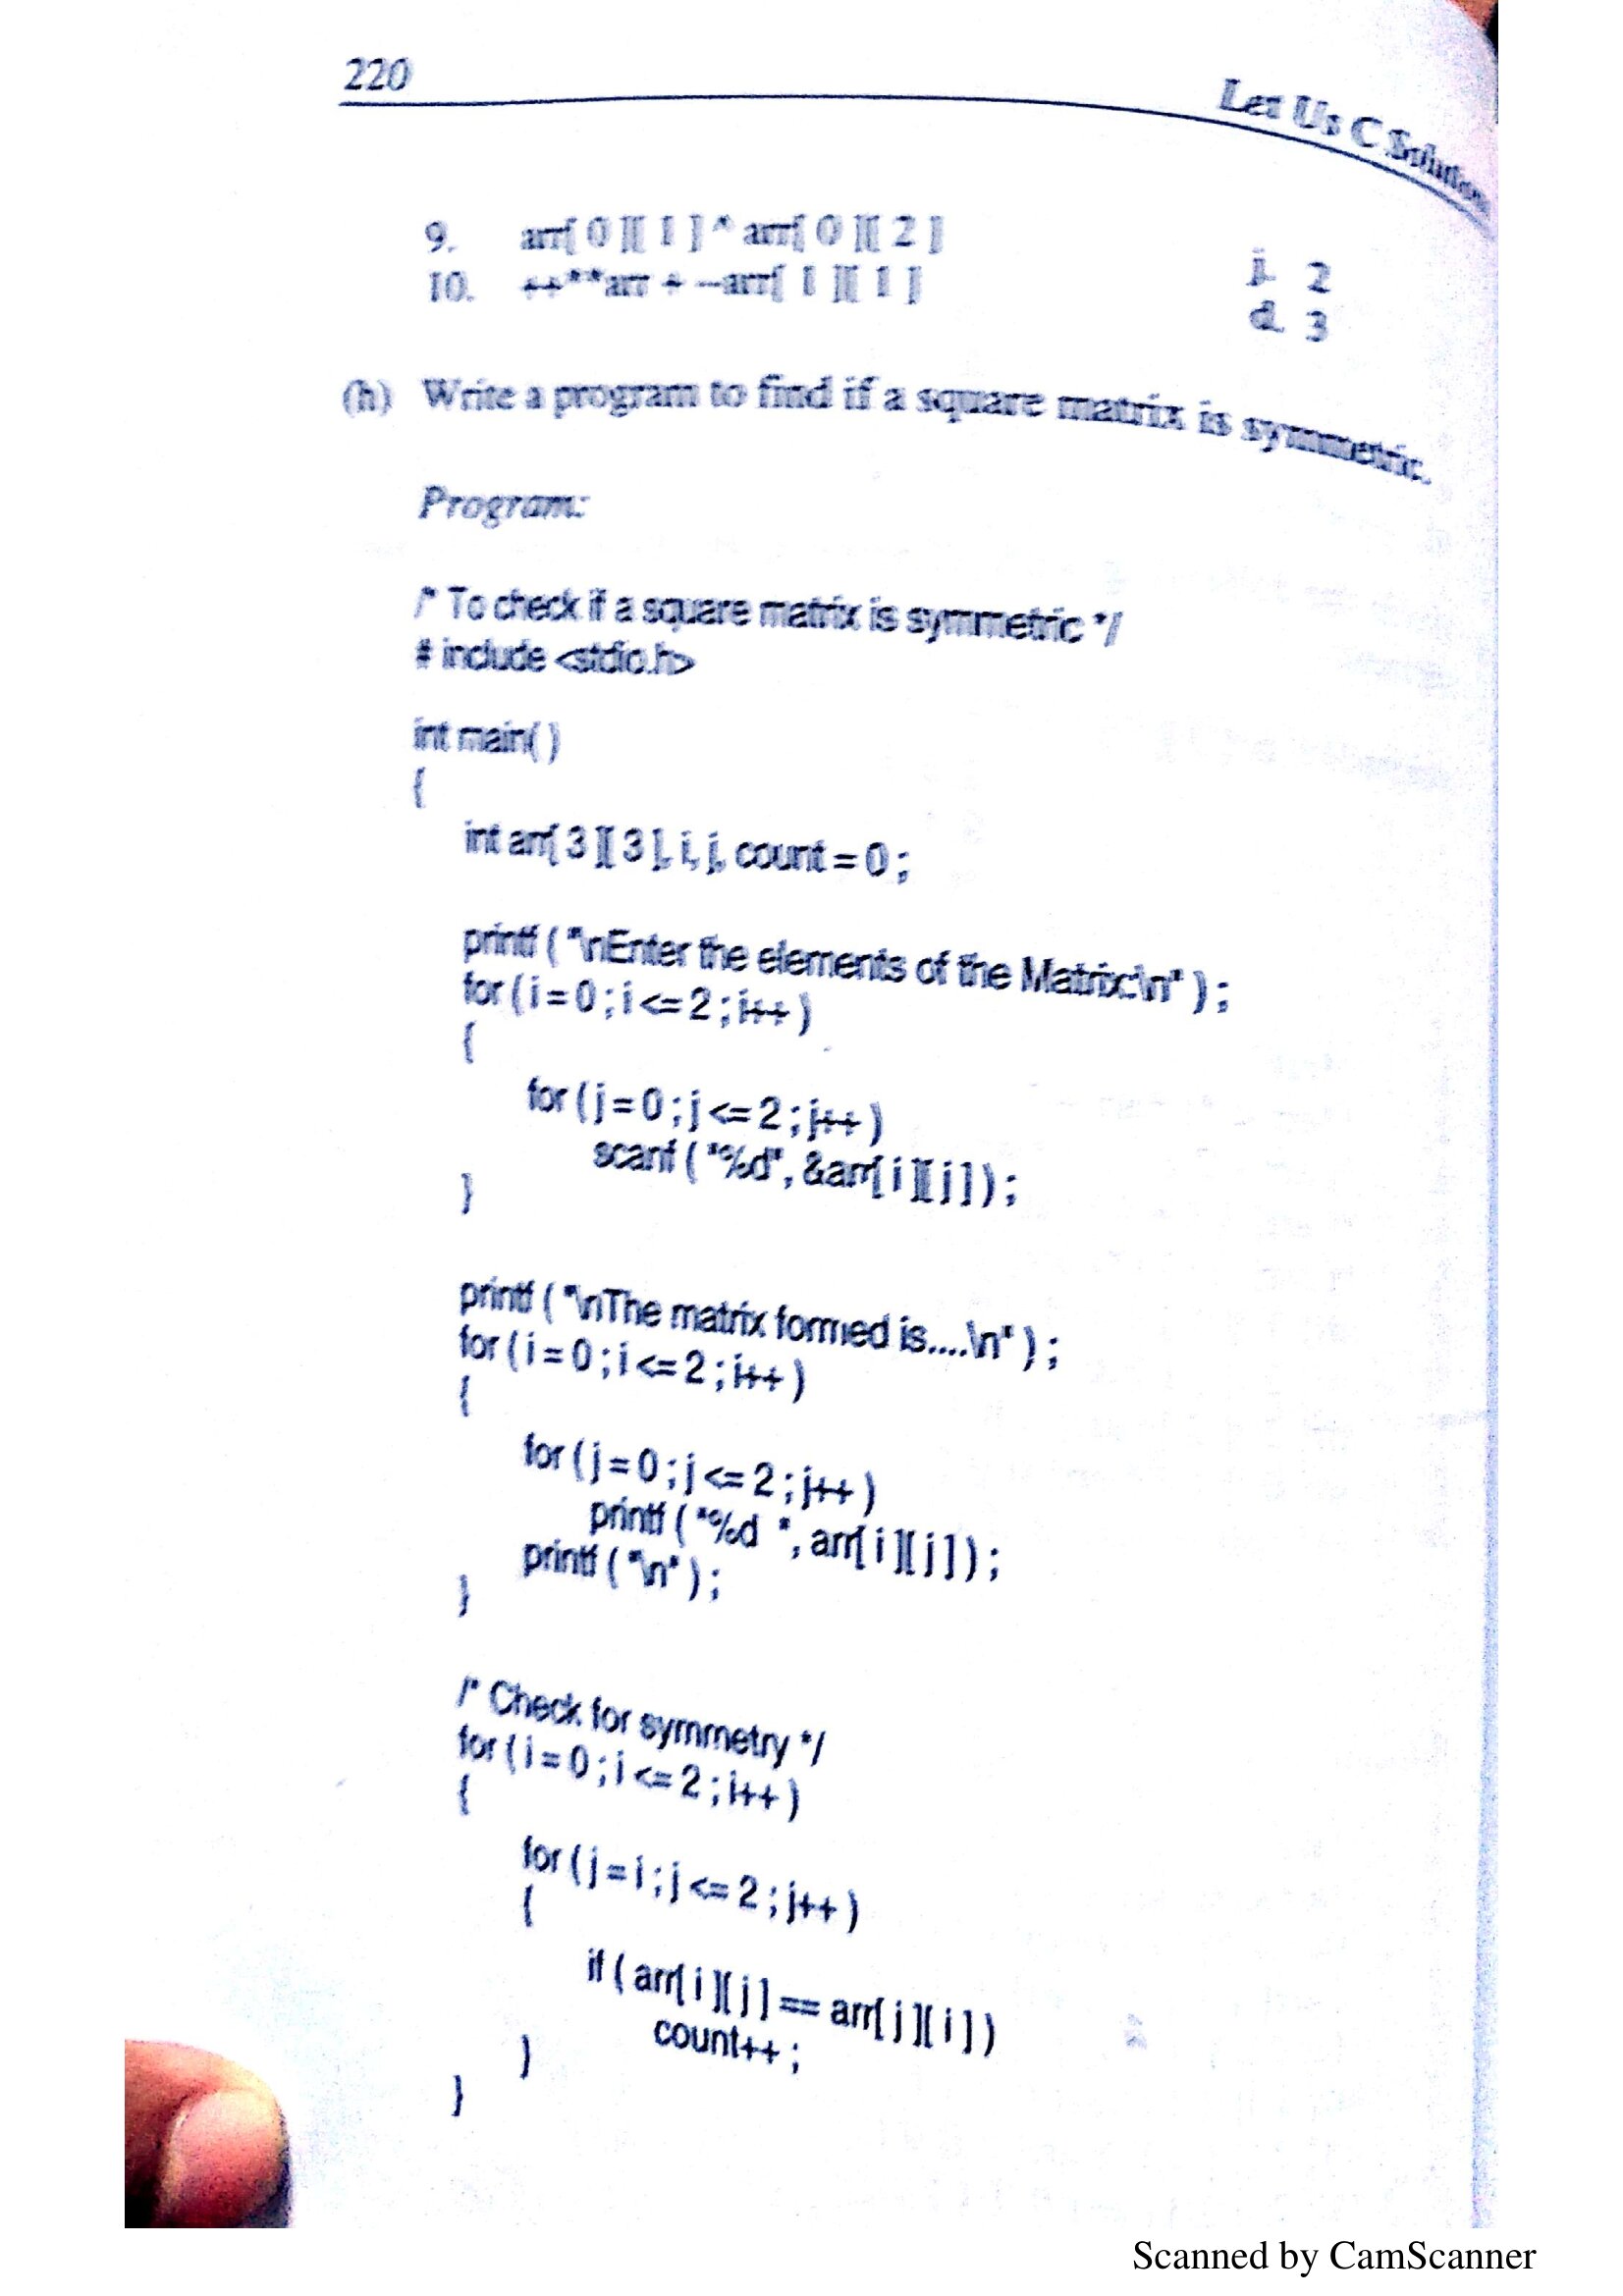 220
Let Us C Solutions
9. arr[ 0 ][ 1 ] ^ arr[ 0 ][ 2 ] j. 2
10. ++**arr + --arr[ 1 ][ 1 ] d. 3
(h) Write a program to find if a square matrix is symmetric.
Program:
/* To check if a square matrix is symmetric */
# include <stdio.h>
int main( )
{
int arr[ 3 ][ 3 ], i, j, count = 0 ;
printf ( "\nEnter the elements of the Matrix:\n" ) ;
for ( i = 0 ; i <= 2 ; i++ )
{
for ( j = 0 ; j <= 2 ; j++ )
scanf ( "%d", &arr[ i ][ j ] ) ;
}
printf ( "\nThe matrix formed is....\n" ) ;
for ( i = 0 ; i <= 2 ; i++ )
{
for ( j = 0 ; j <= 2 ; j++ )
printf ( "%d ", arr[ i ][ j ] ) ;
printf ( "\n" ) ;
}
/* Check for symmetry */
for ( i = 0 ; i <= 2 ; i++ )
{
for ( j = i ; j <= 2 ; j++ )
{
if ( arr[ i ][ j ] == arr[ j ][ i ] )
count++ ;
}
}
Scanned by CamScanner